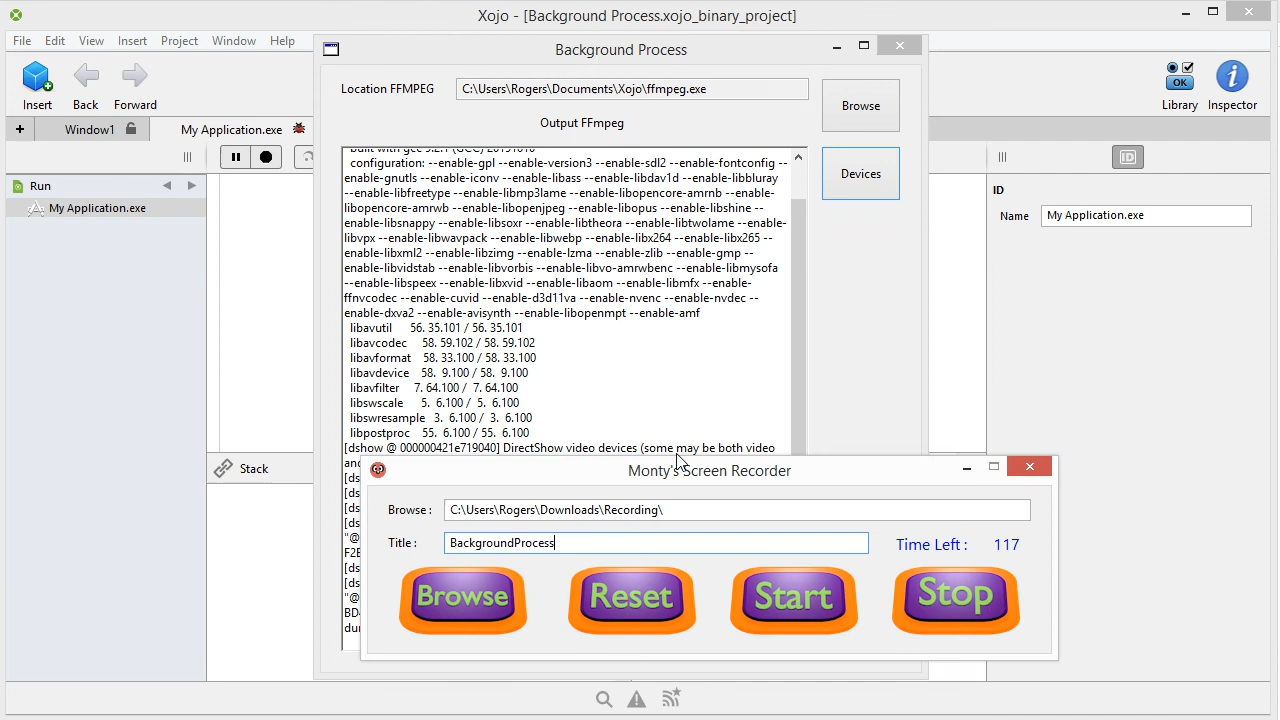 Xojo - [Background Process.xojo_binary_project]
File Edit View Insert Project Window Help
Insert Back Forward
Library Inspector
Window1
My Application.exe
Run
My Application.exe
Stack
ID
Name My Application.exe
Background Process
Location FFMPEG C:\Users\Rogers\Documents\Xojo\ffmpeg.exe
Browse
Output FFmpeg
Devices
built with gcc 9.2.1 (GCC) 20191010
configuration: --enable-gpl --enable-version3 --enable-sdl2 --enable-fontconfig --
enable-gnutls --enable-iconv --enable-libass --enable-libdav1d --enable-libbluray
--enable-libfreetype --enable-libmp3lame --enable-libopencore-amrnb --enable-
libopencore-amrwb --enable-libopenjpeg --enable-libopus --enable-libshine --
enable-libsnappy --enable-libsoxr --enable-libtheora --enable-libtwolame --enable-
libvpx --enable-libwavpack --enable-libwebp --enable-libx264 --enable-libx265 --
enable-libxml2 --enable-libzimg --enable-lzma --enable-zlib --enable-gmp --
enable-libvidstab --enable-libvorbis --enable-libvo-amrwbenc --enable-libmysofa
--enable-libspeex --enable-libxvid --enable-libaom --enable-libmfx --enable-
ffnvcodec --enable-cuvid --enable-d3d11va --enable-nvenc --enable-nvdec --
enable-dxva2 --enable-avisynth --enable-libopenmpt --enable-amf
libavutil 56. 35.101 / 56. 35.101
libavcodec 58. 59.102 / 58. 59.102
libavformat 58. 33.100 / 58. 33.100
libavdevice 58. 9.100 / 58. 9.100
libavfilter 7. 64.100 / 7. 64.100
libswscale 5. 6.100 / 5. 6.100
libswresample 3. 6.100 / 3. 6.100
libpostproc 55. 6.100 / 55. 6.100
[dshow @ 000000421e719040] DirectShow video devices (some may be both video
Monty's Screen Recorder
Browse : C:\Users\Rogers\Downloads\Recording\
Title : BackgroundProcess
Time Left : 117
Browse Reset Start Stop